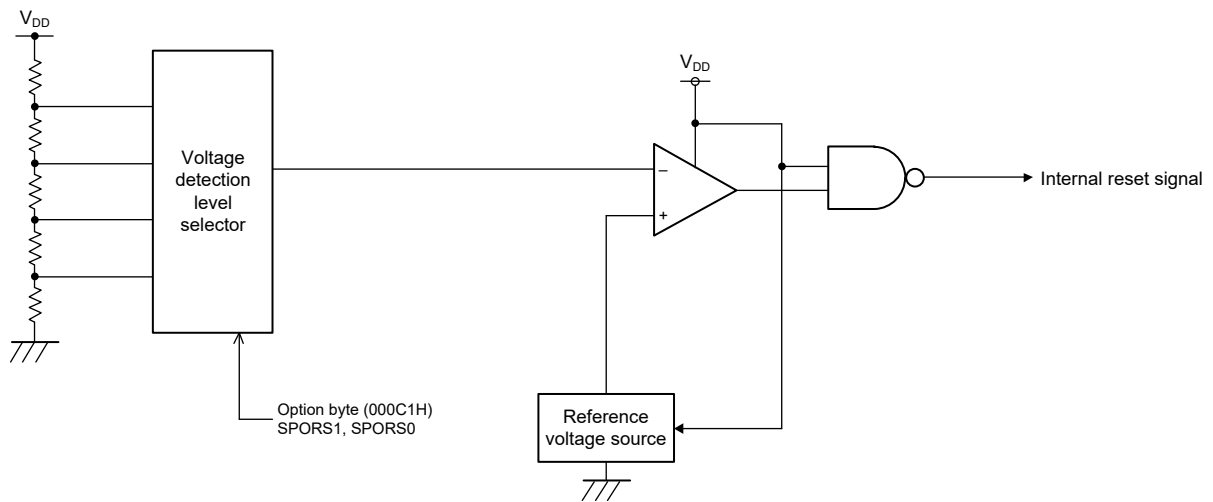 VDD
Voltage
detection
level
selector
VDD
−
+
Internal reset signal
Option byte (000C1H)
SPORS1, SPORS0
Reference
voltage source